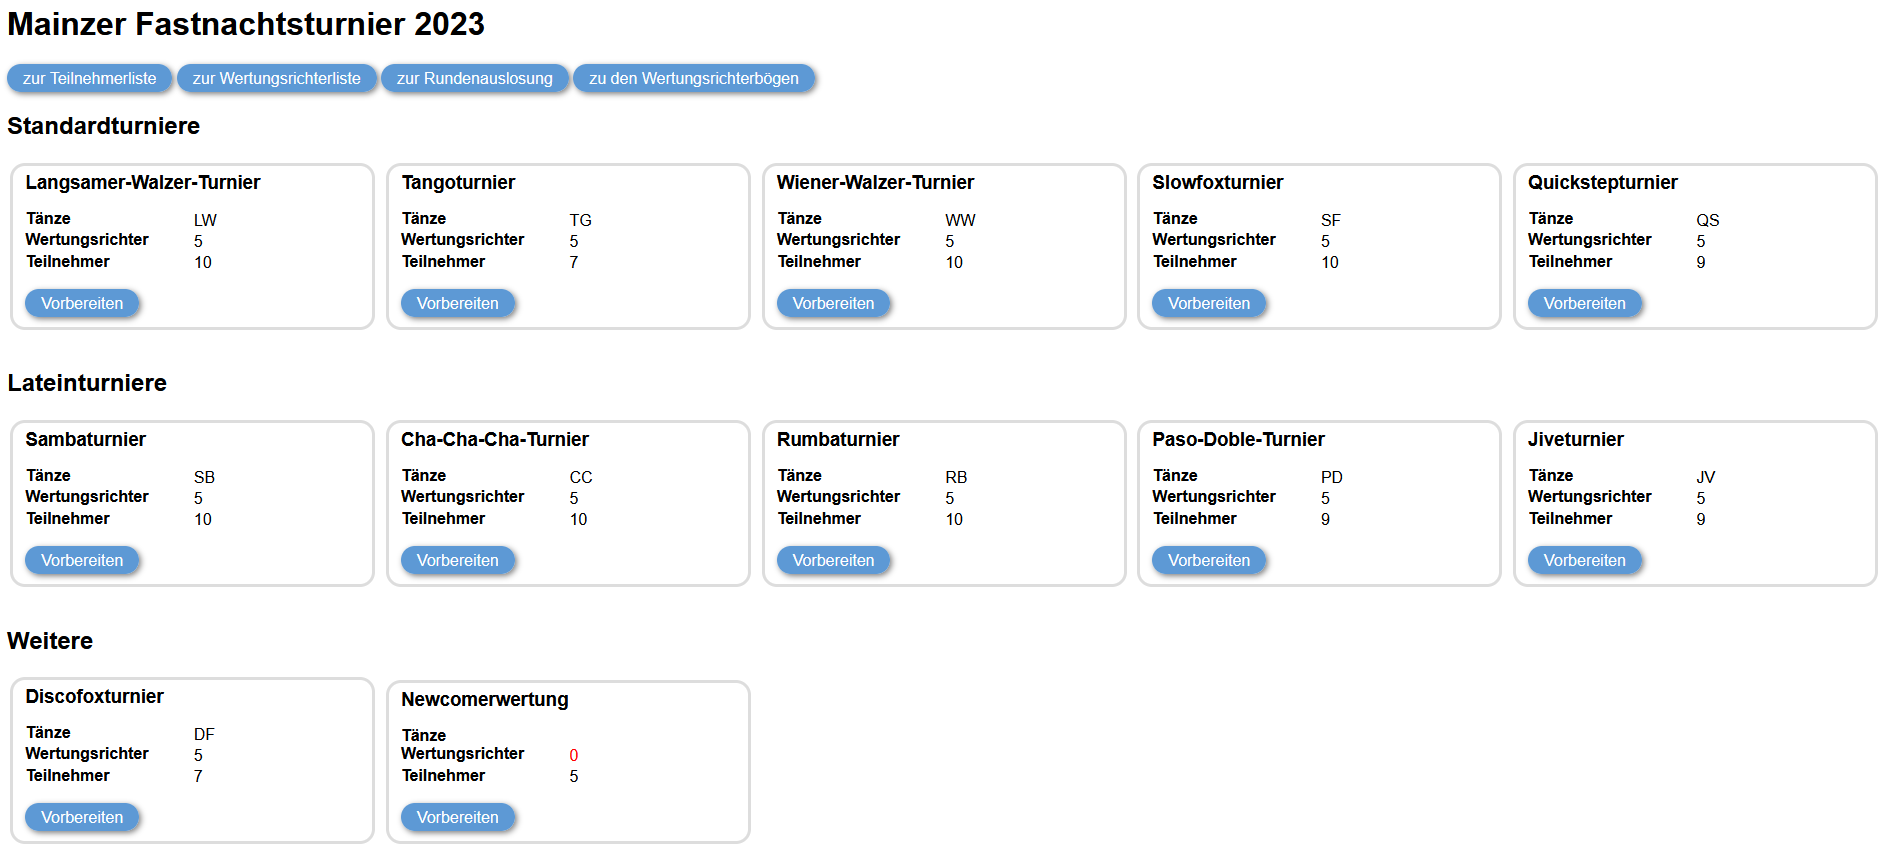 Mainzer Fastnachtsturnier 2023
zur Teilnehmerliste zur Wertungsrichterliste zur Rundenauslosung zu den Wertungsrichterbögen
Standardturniere
Langsamer-Walzer-Turnier
Tänze LW
Wertungsrichter 5
Teilnehmer 10
Vorbereiten
Tangoturnier
Tänze TG
Wertungsrichter 5
Teilnehmer 7
Vorbereiten
Wiener-Walzer-Turnier
Tänze WW
Wertungsrichter 5
Teilnehmer 10
Vorbereiten
Slowfoxturnier
Tänze SF
Wertungsrichter 5
Teilnehmer 10
Vorbereiten
Quickstepturnier
Tänze QS
Wertungsrichter 5
Teilnehmer 9
Vorbereiten
Lateinturniere
Sambaturnier
Tänze SB
Wertungsrichter 5
Teilnehmer 10
Vorbereiten
Cha-Cha-Cha-Turnier
Tänze CC
Wertungsrichter 5
Teilnehmer 10
Vorbereiten
Rumbaturnier
Tänze RB
Wertungsrichter 5
Teilnehmer 10
Vorbereiten
Paso-Doble-Turnier
Tänze PD
Wertungsrichter 5
Teilnehmer 9
Vorbereiten
Jiveturnier
Tänze JV
Wertungsrichter 5
Teilnehmer 9
Vorbereiten
Weitere
Discofoxturnier
Tänze DF
Wertungsrichter 5
Teilnehmer 7
Vorbereiten
Newcomerwertung
Tänze
Wertungsrichter 0
Teilnehmer 5
Vorbereiten